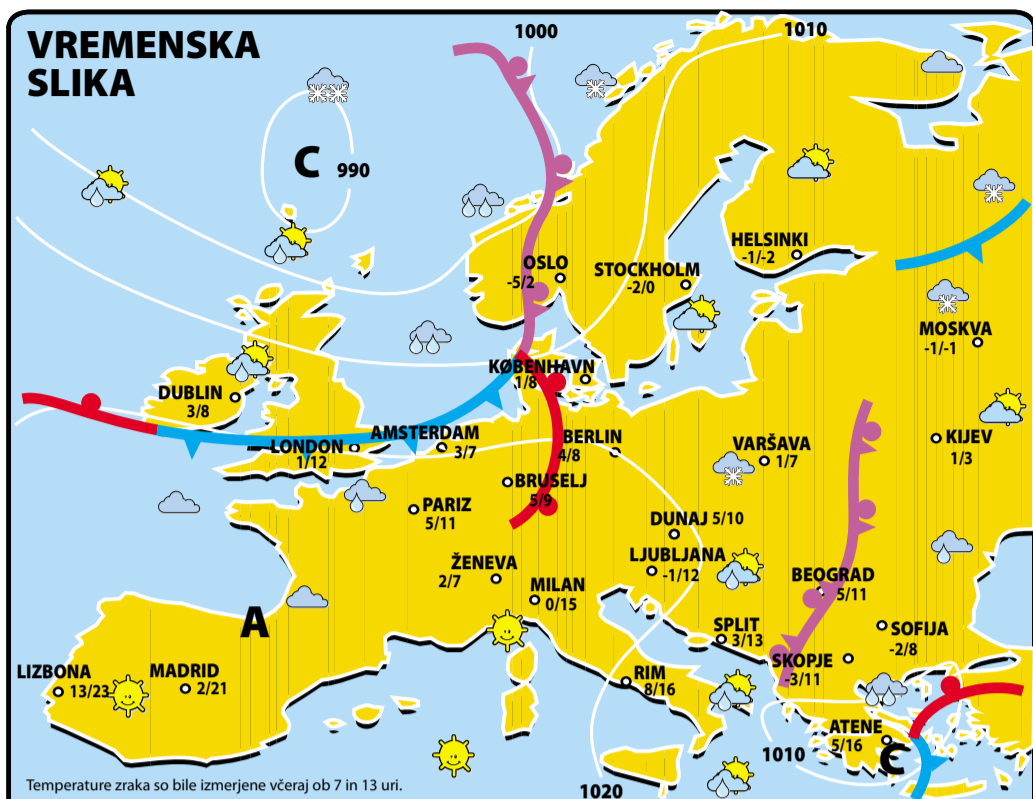 VREMENSKA
SLIKA
1000
1010
C 990
OSLO
-5/2
STOCKHOLM
-2/0
HELSINKI
-1/-2
MOSKVA
-1/-1
KØBENHAVN
1/8
DUBLIN
3/8
LONDON
1/12
AMSTERDAM
3/7
BERLIN
4/8
VARŠAVA
1/7
KIJEV
1/3
BRUSELJ
5/9
PARIZ
5/11
DUNAJ 5/10
LJUBLJANA
-1/12
ŽENEVA
2/7
MILAN
0/15
BEOGRAD
5/11
A
SPLIT
3/13
SOFIJA
-2/8
SKOPJE
-3/11
LIZBONA
13/23
MADRID
2/21
RIM
8/16
ATENE
5/16
C
1010
1020
Temperature zraka so bile izmerjene včeraj ob 7 in 13 uri.